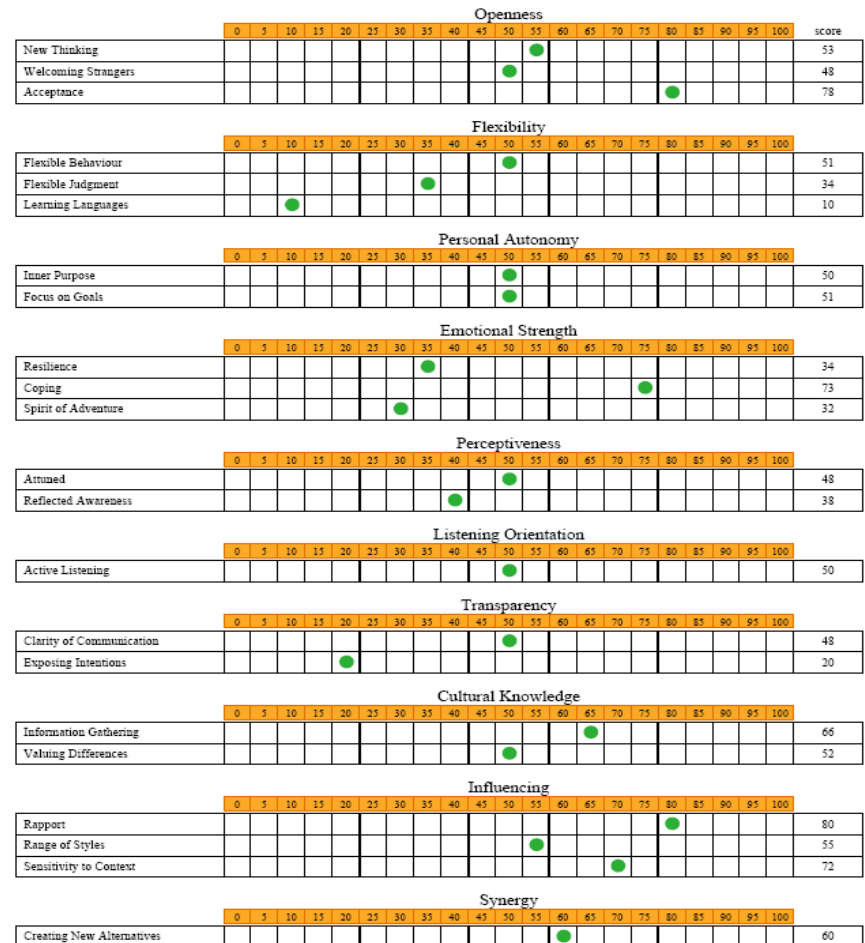 Openness
0 5 10 15 20 25 30 35 40 45 50 55 60 65 70 75 80 85 90 95 100 score
New Thinking 53
Welcoming Strangers 48
Acceptance 78
Flexibility
0 5 10 15 20 25 30 35 40 45 50 55 60 65 70 75 80 85 90 95 100
Flexible Behaviour 51
Flexible Judgment 34
Learning Languages 10
Personal Autonomy
0 5 10 15 20 25 30 35 40 45 50 55 60 65 70 75 80 85 90 95 100
Inner Purpose 50
Focus on Goals 51
Emotional Strength
0 5 10 15 20 25 30 35 40 45 50 55 60 65 70 75 80 85 90 95 100
Resilience 34
Coping 73
Spirit of Adventure 32
Perceptiveness
0 5 10 15 20 25 30 35 40 45 50 55 60 65 70 75 80 85 90 95 100
Attuned 48
Reflected Awareness 38
Listening Orientation
0 5 10 15 20 25 30 35 40 45 50 55 60 65 70 75 80 85 90 95 100
Active Listening 50
Transparency
0 5 10 15 20 25 30 35 40 45 50 55 60 65 70 75 80 85 90 95 100
Clarity of Communication 48
Exposing Intentions 20
Cultural Knowledge
0 5 10 15 20 25 30 35 40 45 50 55 60 65 70 75 80 85 90 95 100
Information Gathering 66
Valuing Differences 52
Influencing
0 5 10 15 20 25 30 35 40 45 50 55 60 65 70 75 80 85 90 95 100
Rapport 80
Range of Styles 55
Sensitivity to Context 72
Synergy
0 5 10 15 20 25 30 35 40 45 50 55 60 65 70 75 80 85 90 95 100
Creating New Alternatives 60